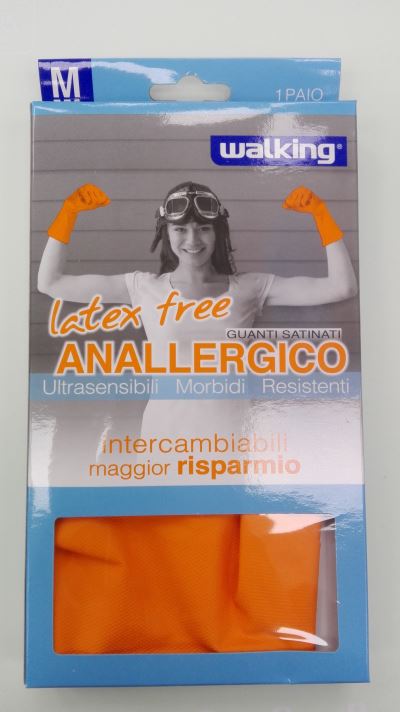 M
1 PAIO
walking®
latex free
GUANTI SATINATI
ANALLERGICO
Ultrasensibili Morbidi Resistenti
intercambiabili
maggior risparmio